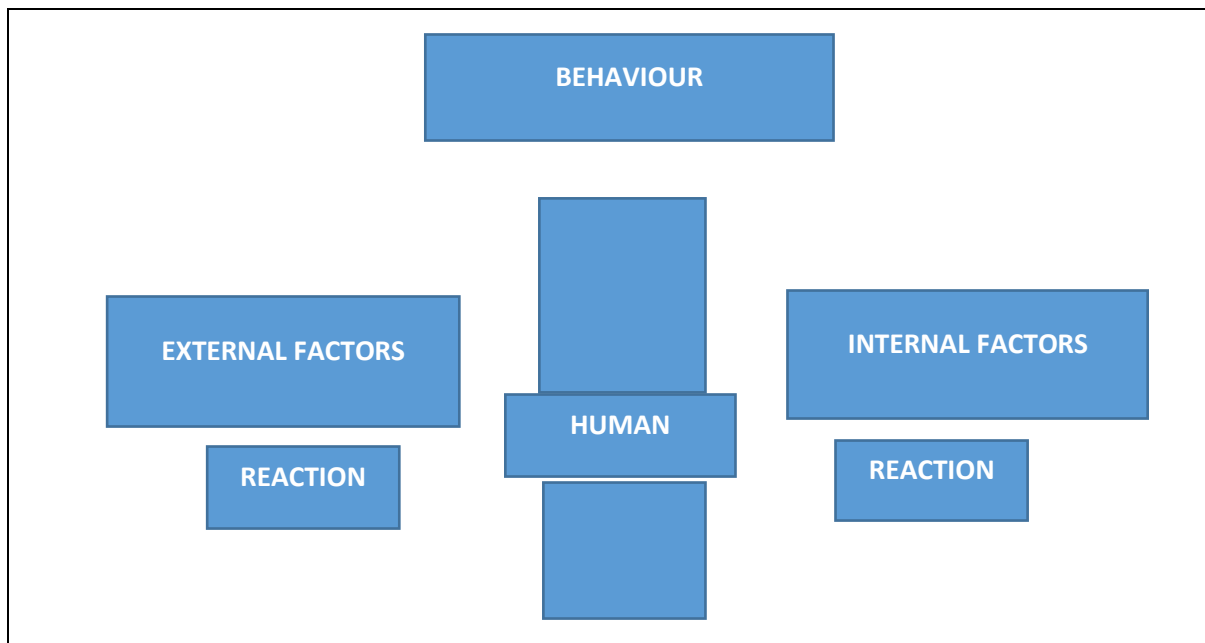 BEHAVIOUR
EXTERNAL FACTORS
INTERNAL FACTORS
HUMAN
REACTION
REACTION